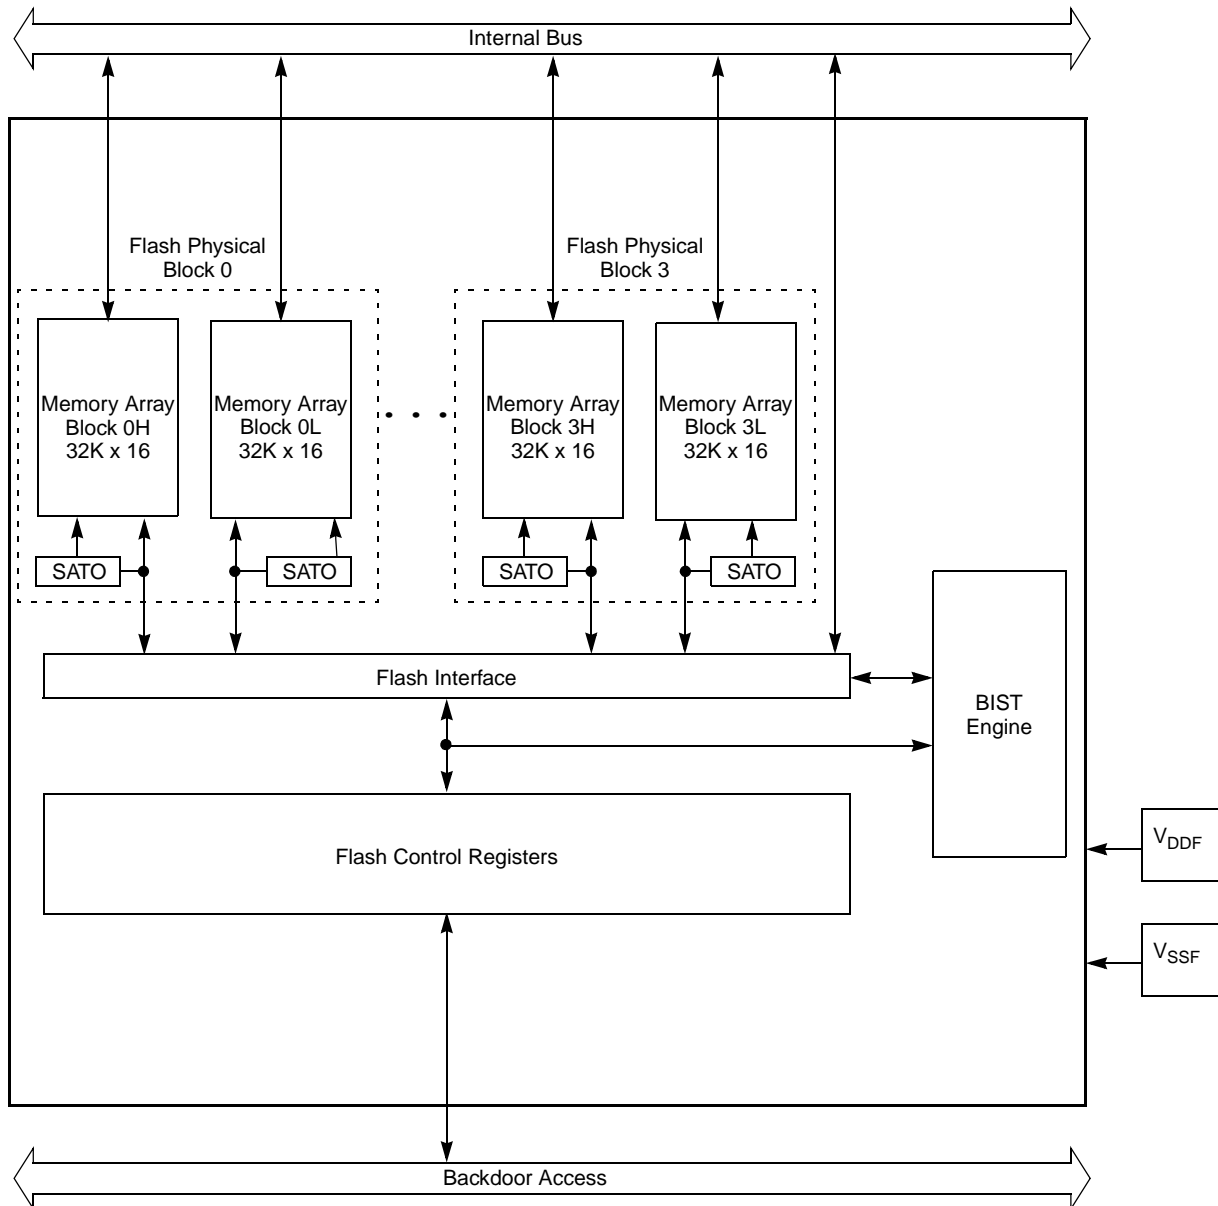 Internal Bus
Flash Physical
Block 0
Flash Physical
Block 3
Memory Array
Block 0H
32K x 16
Memory Array
Block 0L
32K x 16
Memory Array
Block 3H
32K x 16
Memory Array
Block 3L
32K x 16
SATO
SATO
SATO
SATO
Flash Interface
BIST
Engine
Flash Control Registers
VDDF
VSSF
Backdoor Access